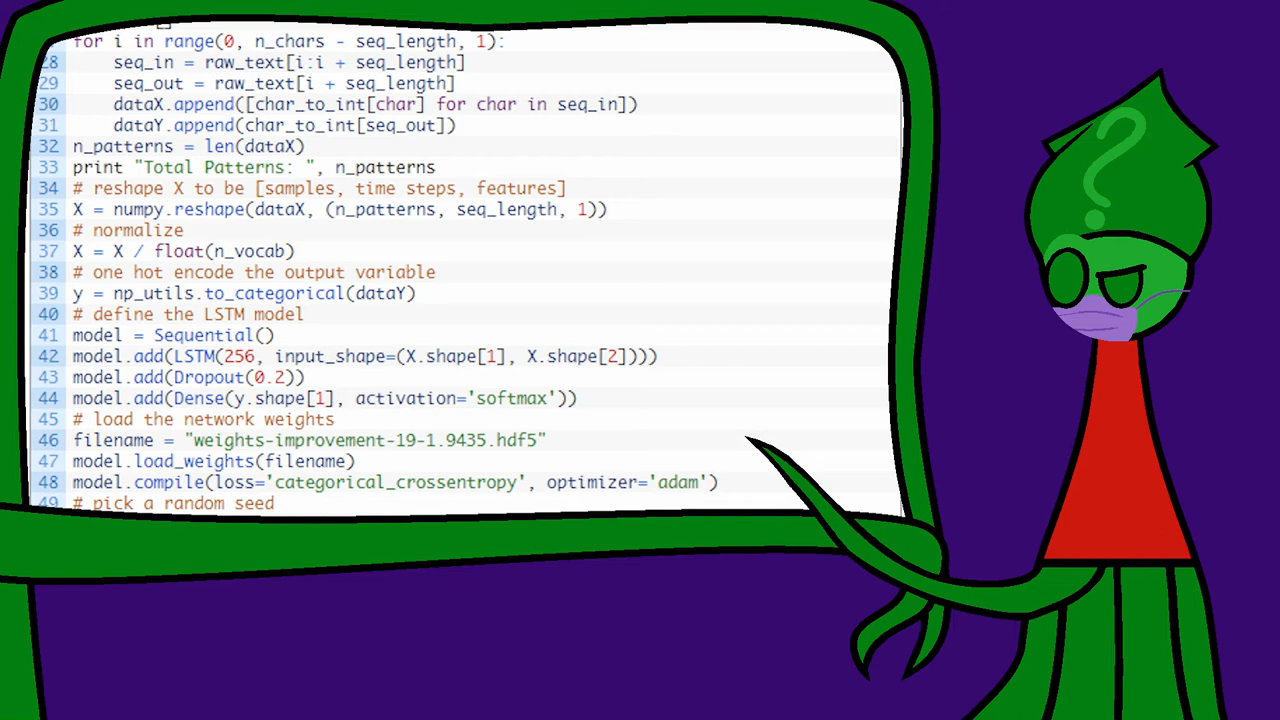 for i in range(0, n_chars - seq_length, 1):
28 seq_in = raw_text[i:i + seq_length]
29 seq_out = raw_text[i + seq_length]
30 dataX.append([char_to_int[char] for char in seq_in])
31 dataY.append(char_to_int[seq_out])
32 n_patterns = len(dataX)
33 print "Total Patterns: ", n_patterns
34 # reshape X to be [samples, time steps, features]
35 X = numpy.reshape(dataX, (n_patterns, seq_length, 1))
36 # normalize
37 X = X / float(n_vocab)
38 # one hot encode the output variable
39 y = np_utils.to_categorical(dataY)
40 # define the LSTM model
41 model = Sequential()
42 model.add(LSTM(256, input_shape=(X.shape[1], X.shape[2])))
43 model.add(Dropout(0.2))
44 model.add(Dense(y.shape[1], activation='softmax'))
45 # load the network weights
46 filename = "weights-improvement-19-1.9435.hdf5"
47 model.load_weights(filename)
48 model.compile(loss='categorical_crossentropy', optimizer='adam')
49 # pick a random seed
?